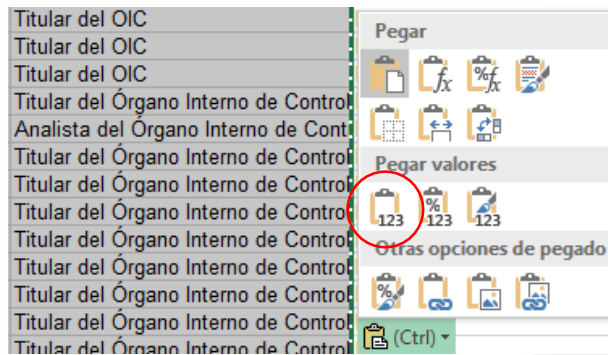 Titular del OIC
Titular del OIC
Titular del OIC
Titular del Órgano Interno de Control
Analista del Órgano Interno de Cont
Titular del Órgano Interno de Control
Titular del Órgano Interno de Control
Titular del Órgano Interno de Control
Titular del Órgano Interno de Control
Titular del Órgano Interno de Control
Titular del Órgano Interno de Control
Titular del Órgano Interno de Control
Titular del Órgano Interno de Control
Pegar
fx
%fx
Pegar valores
123
%
123
123
Otras opciones de pegado
%
(Ctrl)